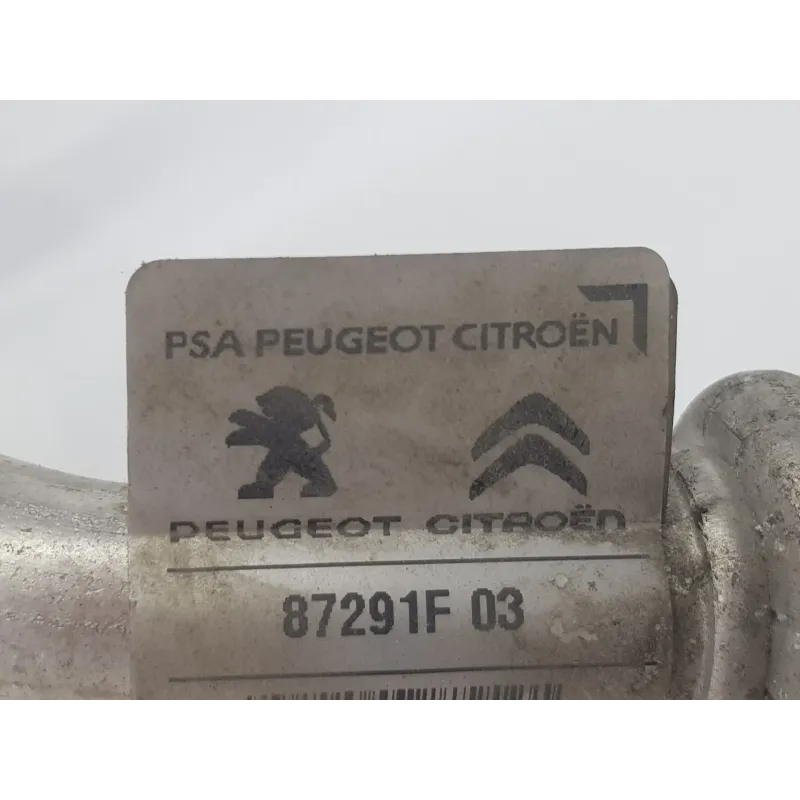 PSA PEUGEOT CITROËN
PEUGEOT CITROËN
87291F 03